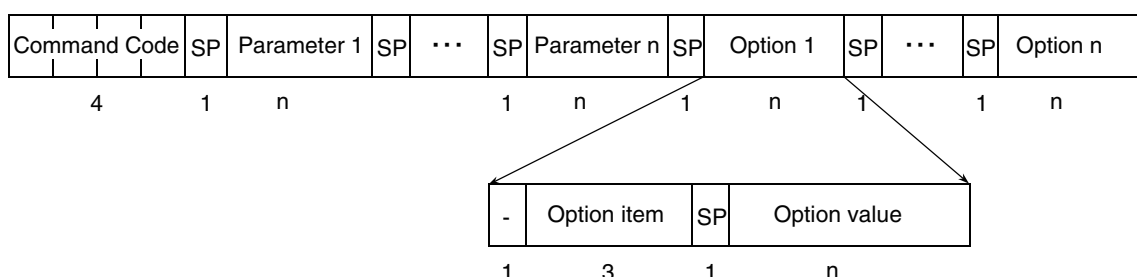 Command Code SP Parameter 1 SP ··· SP Parameter n SP Option 1 SP ··· SP Option n
4 1 n 1 n 1 n 1 1 n
- Option item SP Option value
1 3 1 n